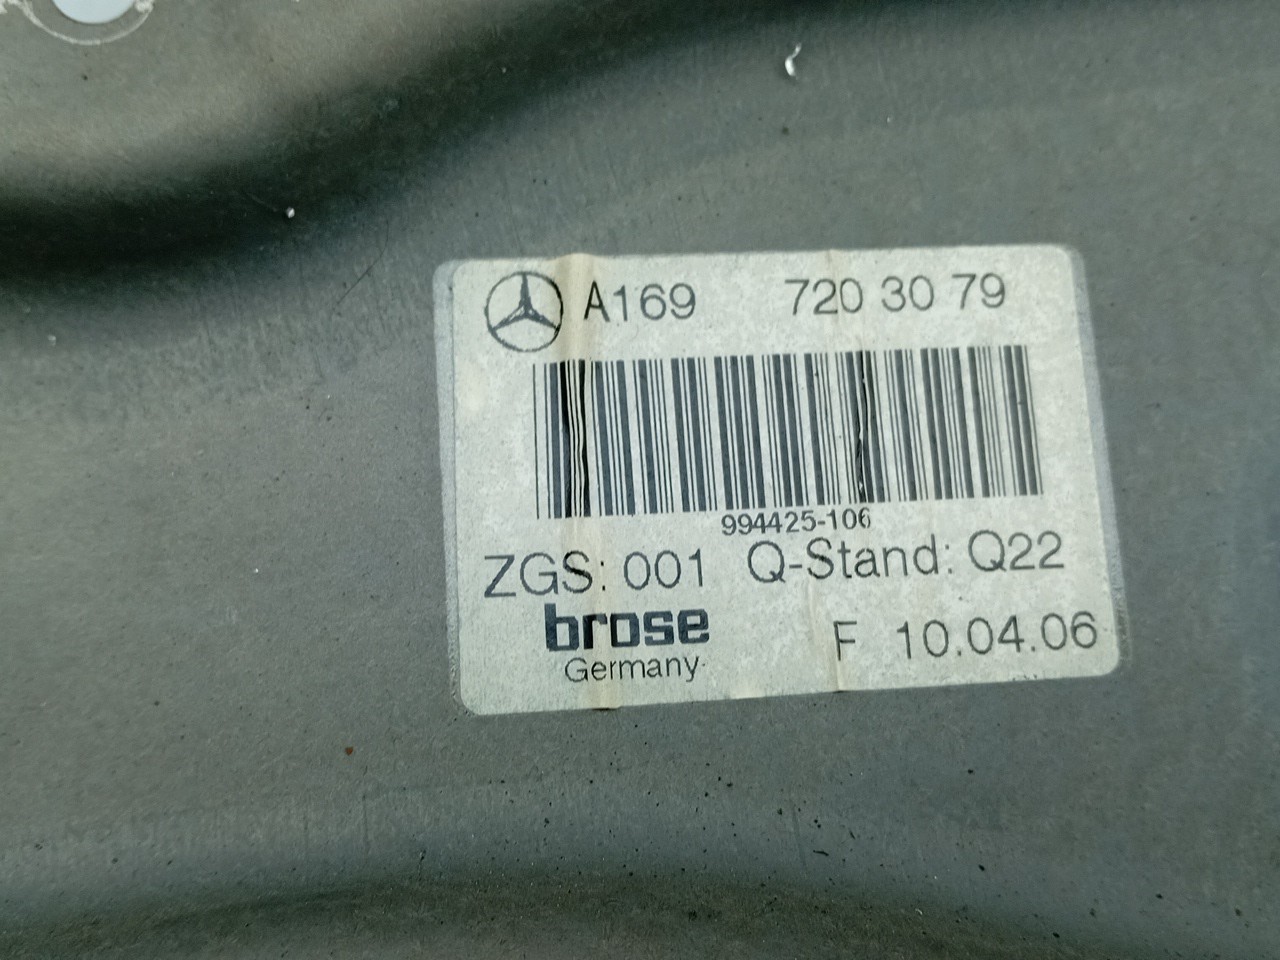 A169 720 30 79
994425-106
ZGS: 001 Q-Stand: Q22
brose
Germany
F 10.04.06